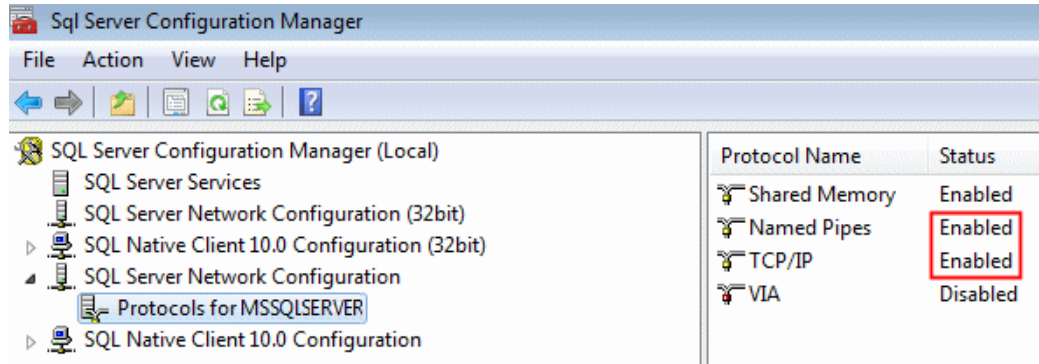 Sql Server Configuration Manager
File Action View Help
SQL Server Configuration Manager (Local)
SQL Server Services
SQL Server Network Configuration (32bit)
SQL Native Client 10.0 Configuration (32bit)
SQL Server Network Configuration
Protocols for MSSQLSERVER
SQL Native Client 10.0 Configuration
Protocol Name Status
Shared Memory Enabled
Named Pipes Enabled
TCP/IP Enabled
VIA Disabled